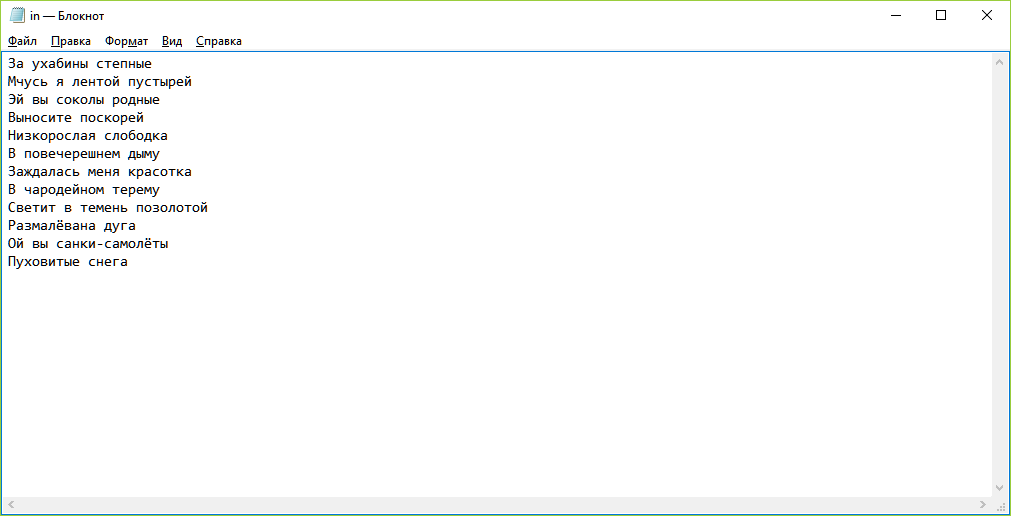 in — Блокнот
Файл Правка Формат Вид Справка
За ухабины степные
Мчусь я лентой пустырей
Эй вы соколы родные
Выносите поскорей
Низкорослая слободка
В повечерешнем дыму
Заждалась меня красотка
В чародейном терему
Светит в темень позолотой
Размалёвана дуга
Ой вы санки-самолёты
Пуховитые снега